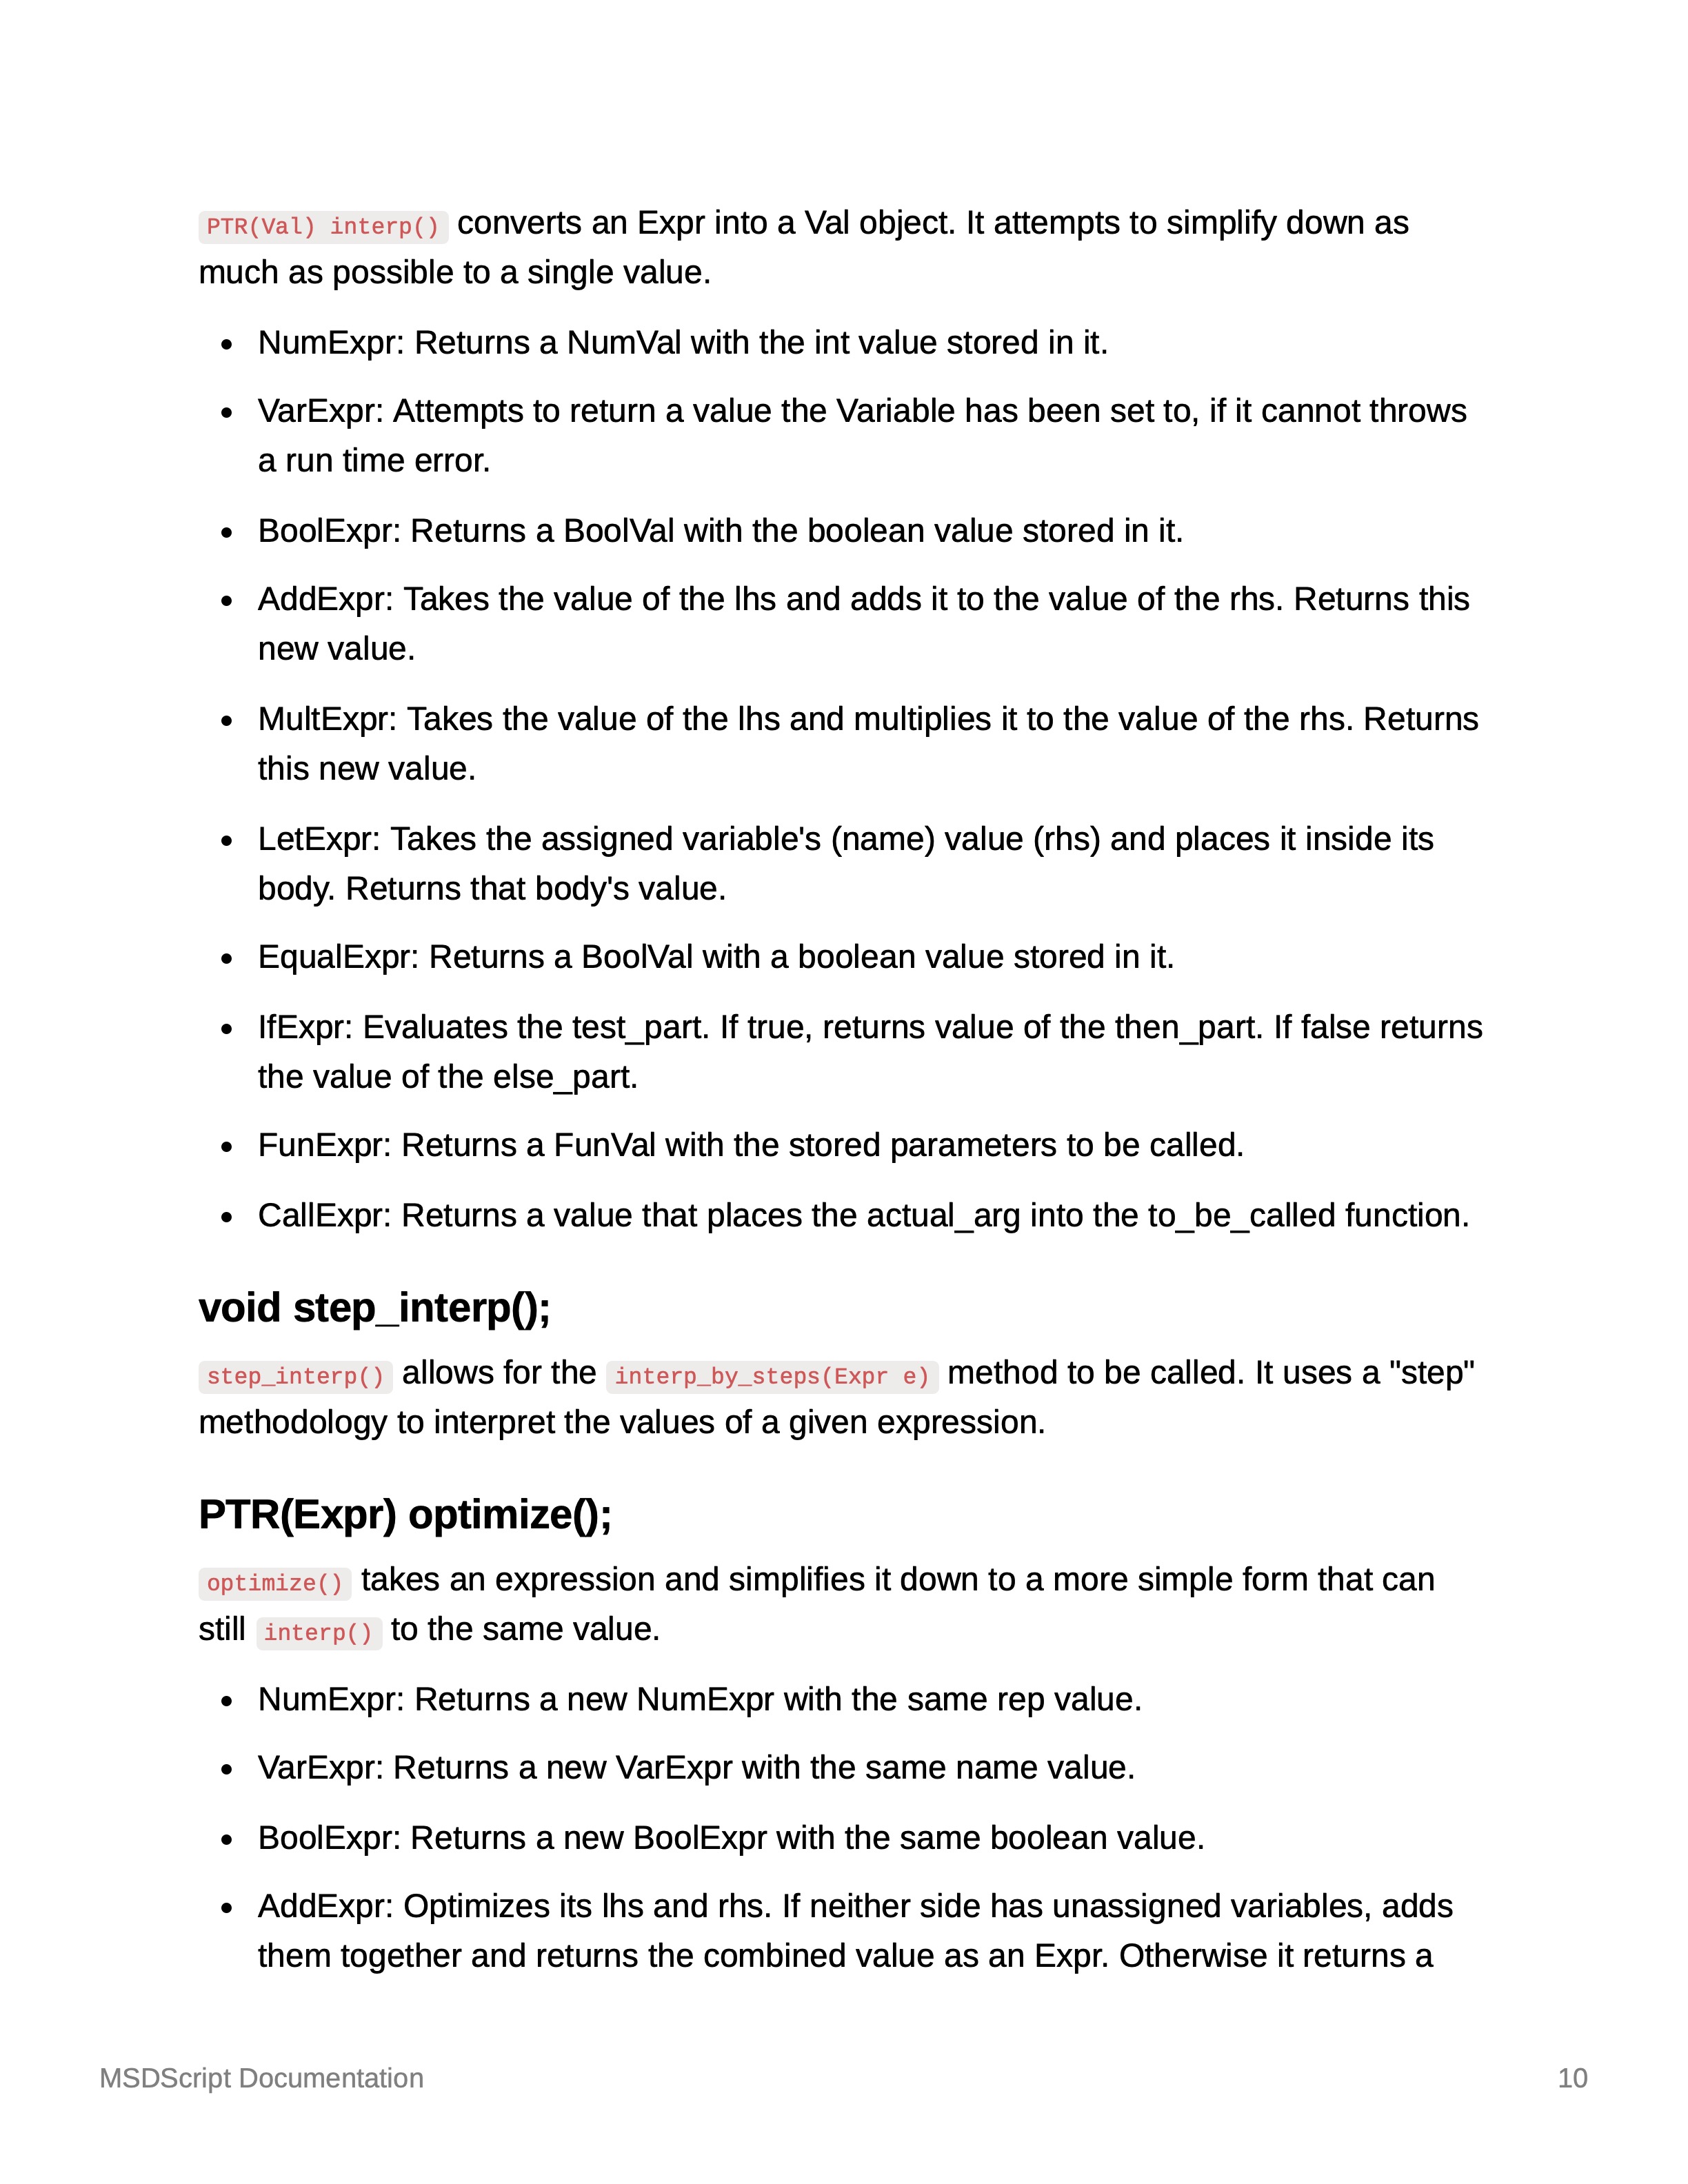 PTR(Val) interp() converts an Expr into a Val object. It attempts to simplify down as
much as possible to a single value.
• NumExpr: Returns a NumVal with the int value stored in it.
• VarExpr: Attempts to return a value the Variable has been set to, if it cannot throws
a run time error.
• BoolExpr: Returns a BoolVal with the boolean value stored in it.
• AddExpr: Takes the value of the lhs and adds it to the value of the rhs. Returns this
new value.
• MultExpr: Takes the value of the lhs and multiplies it to the value of the rhs. Returns
this new value.
• LetExpr: Takes the assigned variable's (name) value (rhs) and places it inside its
body. Returns that body's value.
• EqualExpr: Returns a BoolVal with a boolean value stored in it.
• IfExpr: Evaluates the test_part. If true, returns value of the then_part. If false returns
the value of the else_part.
• FunExpr: Returns a FunVal with the stored parameters to be called.
• CallExpr: Returns a value that places the actual_arg into the to_be_called function.
void step_interp();
step_interp() allows for the interp_by_steps(Expr e) method to be called. It uses a "step"
methodology to interpret the values of a given expression.
PTR(Expr) optimize();
optimize() takes an expression and simplifies it down to a more simple form that can
still interp() to the same value.
• NumExpr: Returns a new NumExpr with the same rep value.
• VarExpr: Returns a new VarExpr with the same name value.
• BoolExpr: Returns a new BoolExpr with the same boolean value.
• AddExpr: Optimizes its lhs and rhs. If neither side has unassigned variables, adds
them together and returns the combined value as an Expr. Otherwise it returns a
MSDScript Documentation 10